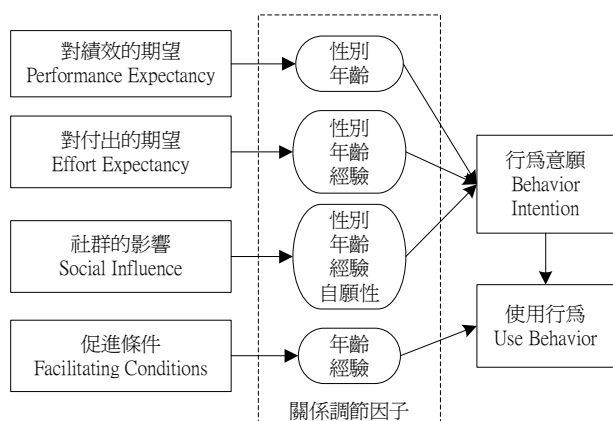 對績效的期望
Performance Expectancy
性別
年齡
對付出的期望
Effort Expectancy
性別
年齡
經驗
行為意願
Behavior
Intention
社群的影響
Social Influence
性別
年齡
經驗
自願性
使用行為
Use Behavior
促進條件
Facilitating Conditions
年齡
經驗
關係調節因子